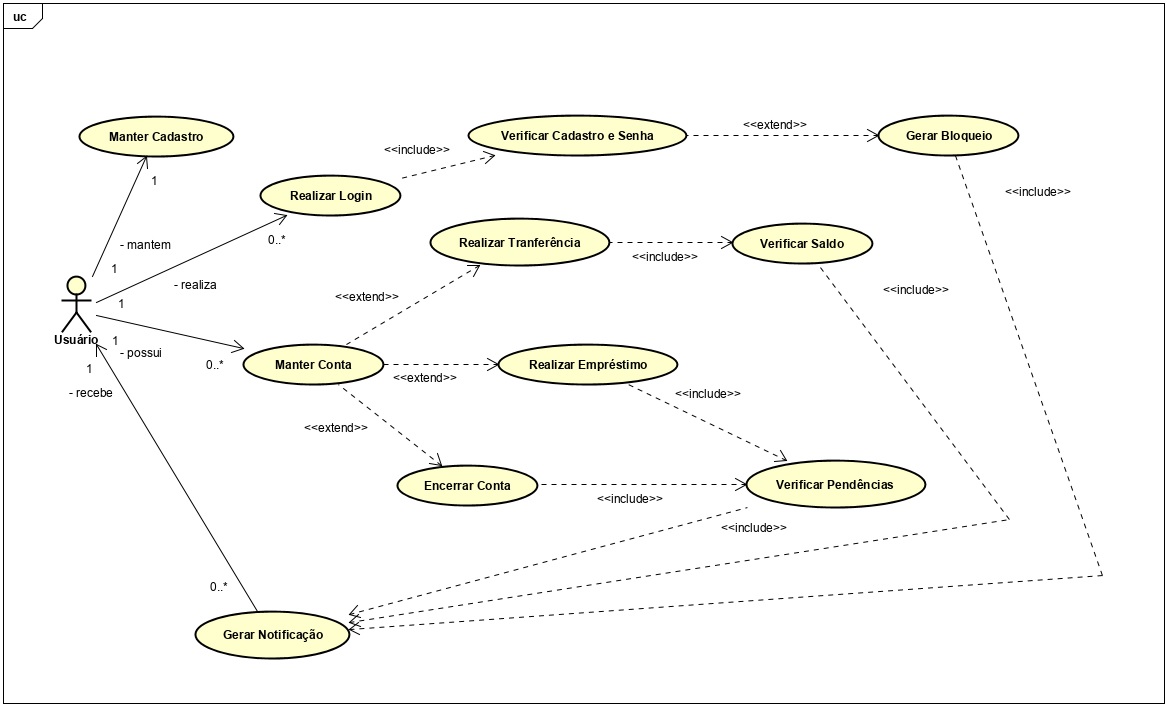 uc
Manter Cadastro
Verificar Cadastro e Senha
<<extend>>
Gerar Bloqueio
<<include>>
1
Realizar Login
<<include>>
- mantem
0..*
Realizar Tranferência
Verificar Saldo
<<include>>
1
- realiza
1
<<extend>>
<<include>>
Usuário
1
- possui
0..*
Manter Conta
<<extend>>
Realizar Empréstimo
1
- recebe
<<include>>
<<extend>>
Encerrar Conta
<<include>>
Verificar Pendências
<<include>>
0..*
Gerar Notificação